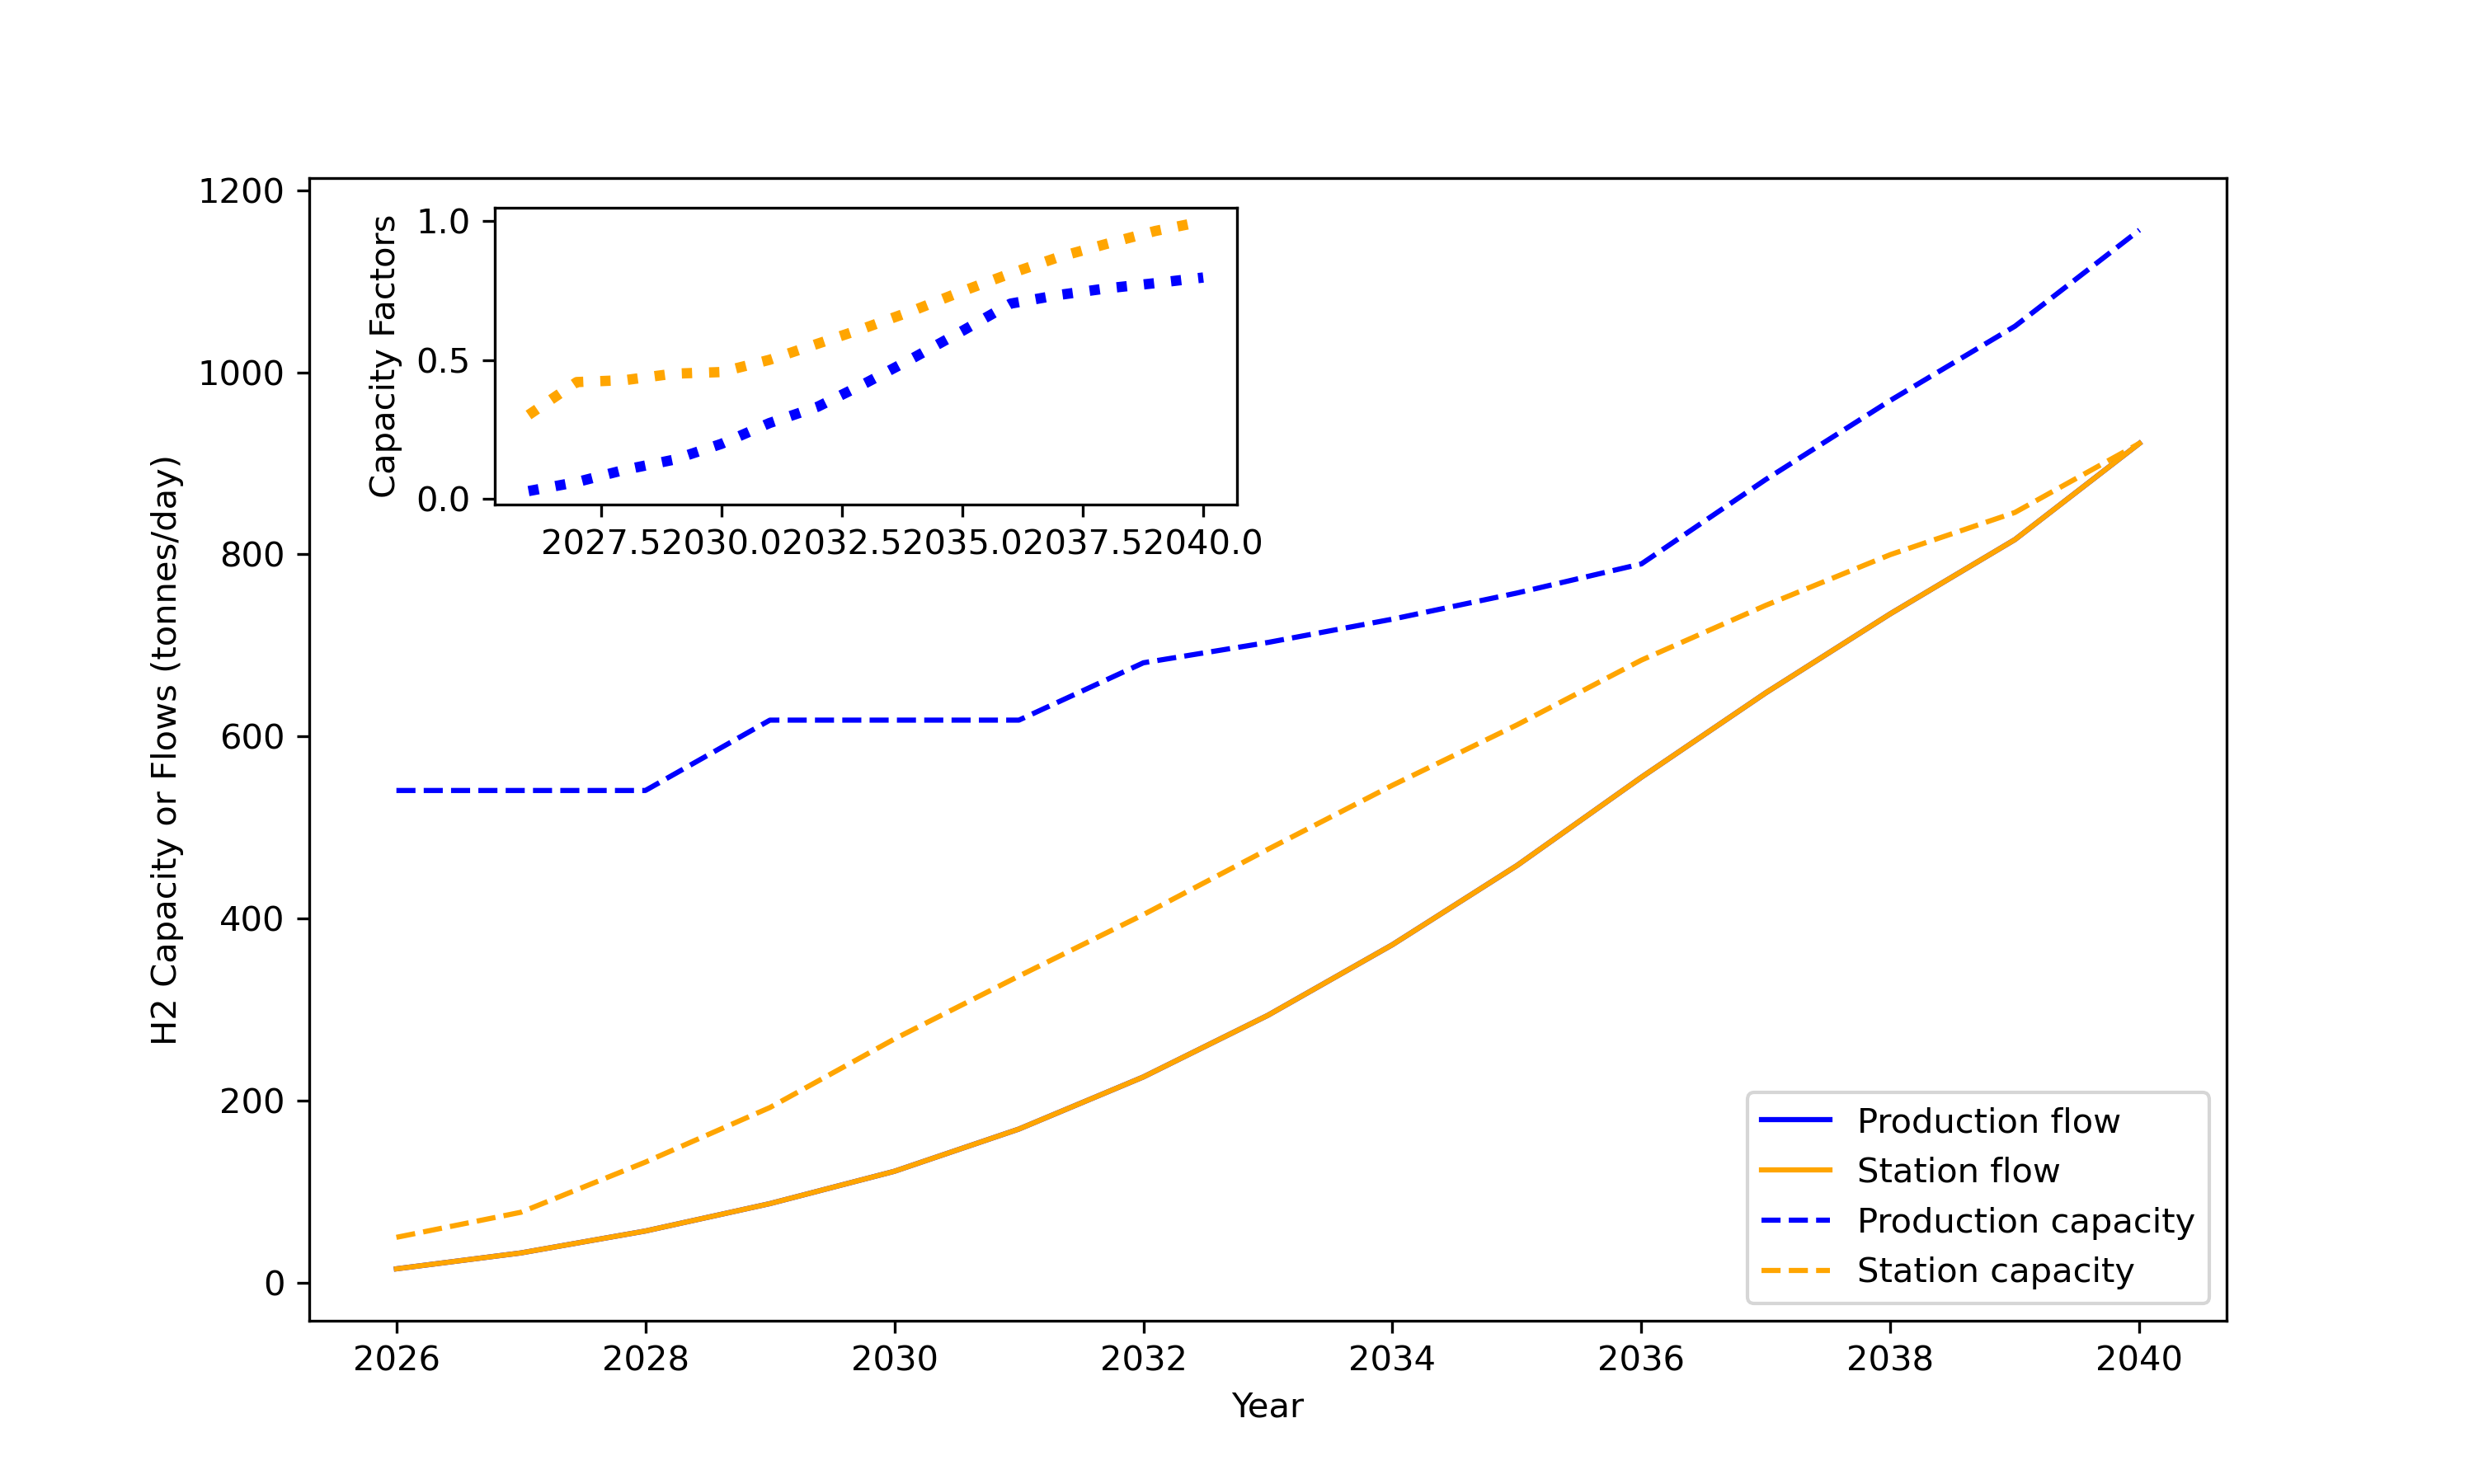 1200
1000
800
600
400
200
0
H2 Capacity or Flows (tonnes/day)
1.0
0.5
0.0
Capacity Factors
2027.52030.02032.52035.02037.52040.0
Production flow
Station flow
Production capacity
Station capacity
2026 2028 2030 2032 2034 2036 2038 2040
Year